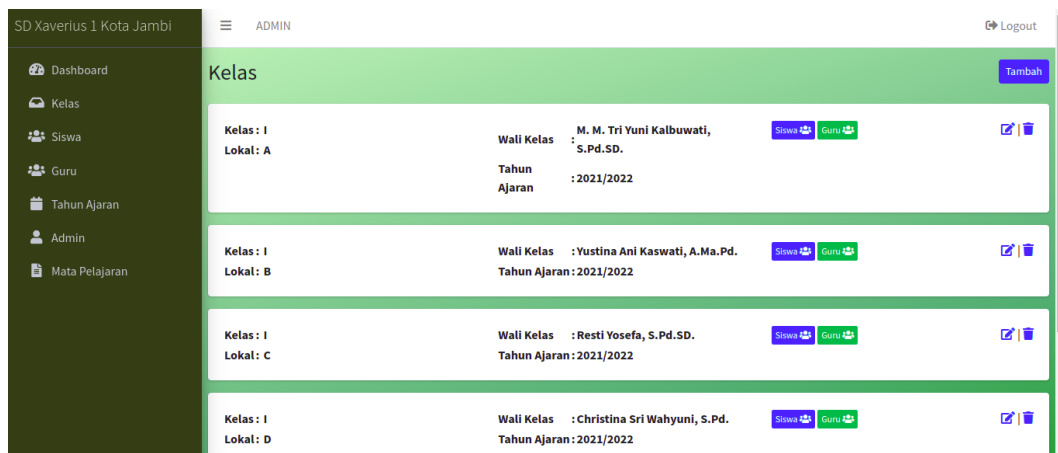 SD Xaverius 1 Kota Jambi
ADMIN
Logout
Dashboard
Kelas
Siswa
Guru
Tahun Ajaran
Admin
Mata Pelajaran
Kelas
Tambah
Kelas : I
Lokal : A
Wali Kelas : M. M. Tri Yuni Kalbuwati,
S.Pd.SD.
Tahun
Ajaran : 2021/2022
Siswa Guru
|
Kelas : I
Lokal : B
Wali Kelas : Yustina Ani Kaswati, A.Ma.Pd.
Tahun Ajaran : 2021/2022
Siswa Guru
|
Kelas : I
Lokal : C
Wali Kelas : Resti Yosefa, S.Pd.SD.
Tahun Ajaran : 2021/2022
Siswa Guru
|
Kelas : I
Lokal : D
Wali Kelas : Christina Sri Wahyuni, S.Pd.
Tahun Ajaran : 2021/2022
Siswa Guru
|